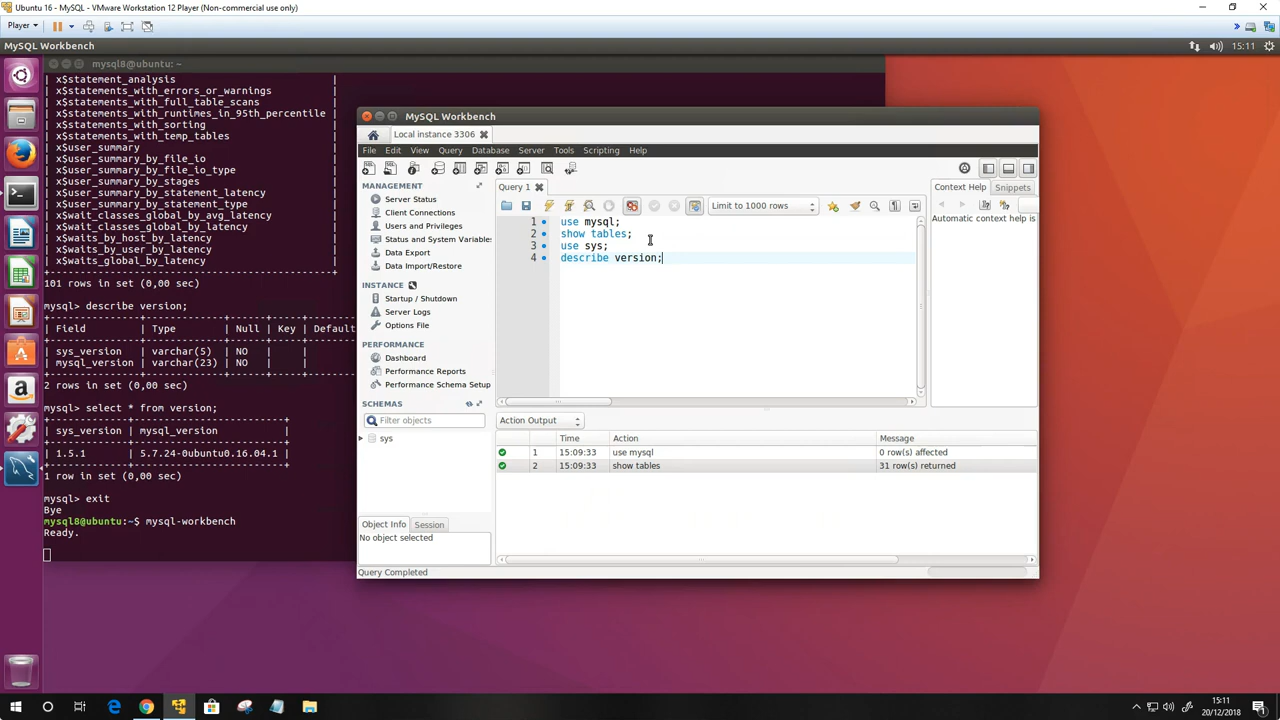 Ubuntu 16 - MySQL - VMware Workstation 12 Player (Non-commercial use only)
Player
MySQL Workbench
15:11
mysql8@ubuntu: ~
| x$statement_analysis |
| x$statements_with_errors_or_warnings |
| x$statements_with_full_table_scans |
| x$statements_with_runtimes_in_95th_percentile |
| x$statements_with_sorting |
| x$statements_with_temp_tables |
| x$user_summary |
| x$user_summary_by_file_io |
| x$user_summary_by_file_io_type |
| x$user_summary_by_stages |
| x$user_summary_by_statement_latency |
| x$user_summary_by_statement_type |
| x$wait_classes_global_by_avg_latency |
| x$wait_classes_global_by_latency |
| x$waits_by_host_by_latency |
| x$waits_by_user_by_latency |
| x$waits_global_by_latency |
101 rows in set (0,00 sec)
mysql> describe version;
| Field | Type | Null | Key | Default
| sys_version | varchar(5) | NO | |
| mysql_version | varchar(23) | NO | |
2 rows in set (0,00 sec)
mysql> select * from version;
| sys_version | mysql_version |
| 1.5.1 | 5.7.24-0ubuntu0.16.04.1 |
1 row in set (0,00 sec)
mysql> exit
Bye
mysql8@ubuntu:~$ mysql-workbench
Ready.
MySQL Workbench
Local instance 3306
File Edit View Query Database Server Tools Scripting Help
MANAGEMENT
Server Status
Client Connections
Users and Privileges
Status and System Variables
Data Export
Data Import/Restore
INSTANCE
Startup / Shutdown
Server Logs
Options File
PERFORMANCE
Dashboard
Performance Reports
Performance Schema Setup
SCHEMAS
Filter objects
sys
Object Info Session
No object selected
Query Completed
Query 1
Limit to 1000 rows
1 use mysql;
2 show tables;
3 use sys;
4 describe version;
Context Help Snippets
Automatic context help is
Action Output
Time Action Message
1 15:09:33 use mysql 0 row(s) affected
2 15:09:33 show tables 31 row(s) returned
15:11
20/12/2018
1